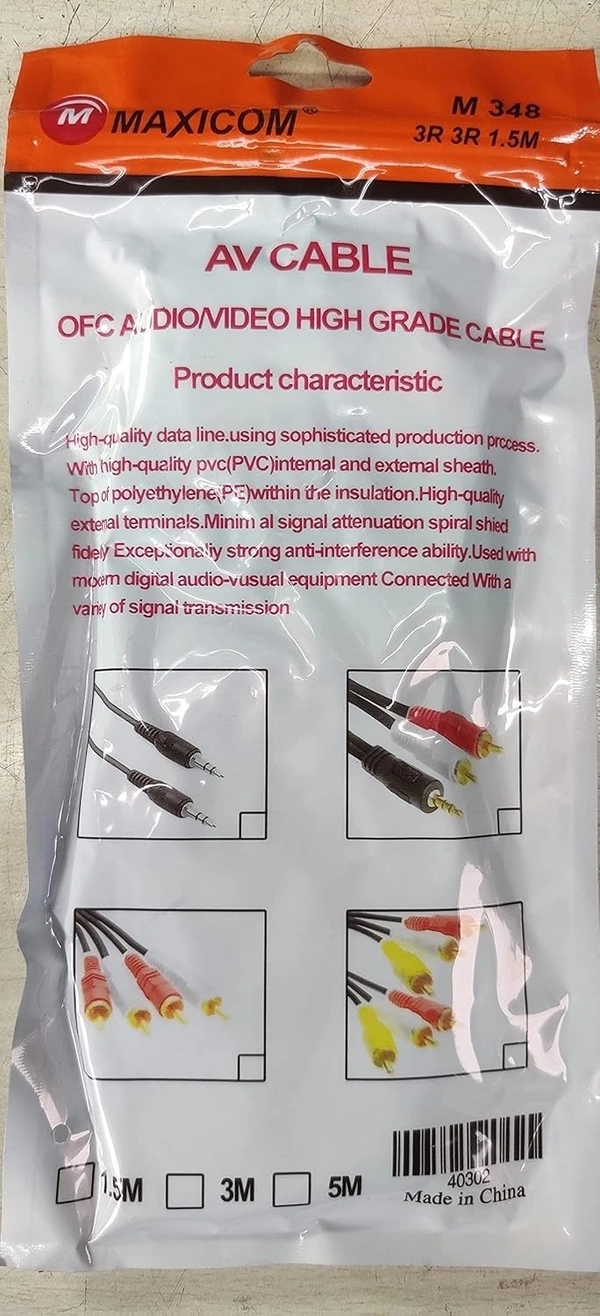 M MAXICOM®
M 348
3R 3R 1.5M
AV CABLE
OFC AUDIO/VIDEO HIGH GRADE CABLE
Product characteristic
High-quality data line.using sophisticated production process.
With high-quality pvc(PVC)internal and external sheath.
Top of polyethylene(PE)within the insulation.High-quality
external terminals.Minim al signal attenuation spiral shied
fidely Exceptionaliy strong anti-interference ability.Used with
modern digital audio-vusual equipment Connected With a
variety of signal transmission
1.5M 3M 5M
40302
Made in China